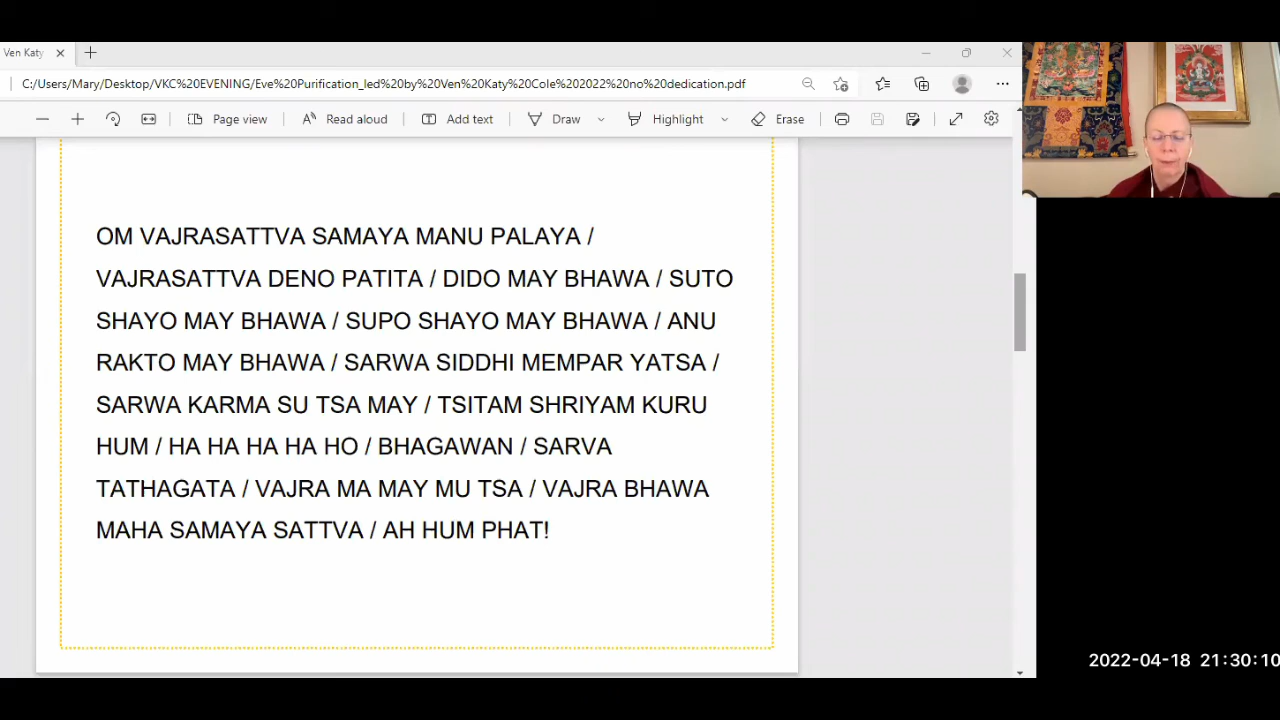 Ven Katy
C:/Users/Mary/Desktop/VKC%20EVENING/Eve%20Purification_led%20by%20Ven%20Katy%20Cole%202022%20no%20dedication.pdf
Page view
Read aloud
Add text
Draw
Highlight
Erase
OM VAJRASATTVA SAMAYA MANU PALAYA /
VAJRASATTVA DENO PATITA / DIDO MAY BHAWA / SUTO
SHAYO MAY BHAWA / SUPO SHAYO MAY BHAWA / ANU
RAKTO MAY BHAWA / SARWA SIDDHI MEMPAR YATSA /
SARWA KARMA SU TSA MAY / TSITAM SHRIYAM KURU
HUM / HA HA HA HA HO / BHAGAWAN / SARVA
TATHAGATA / VAJRA MA MAY MU TSA / VAJRA BHAWA
MAHA SAMAYA SATTVA / AH HUM PHAT!
2022-04-18 21:30:10